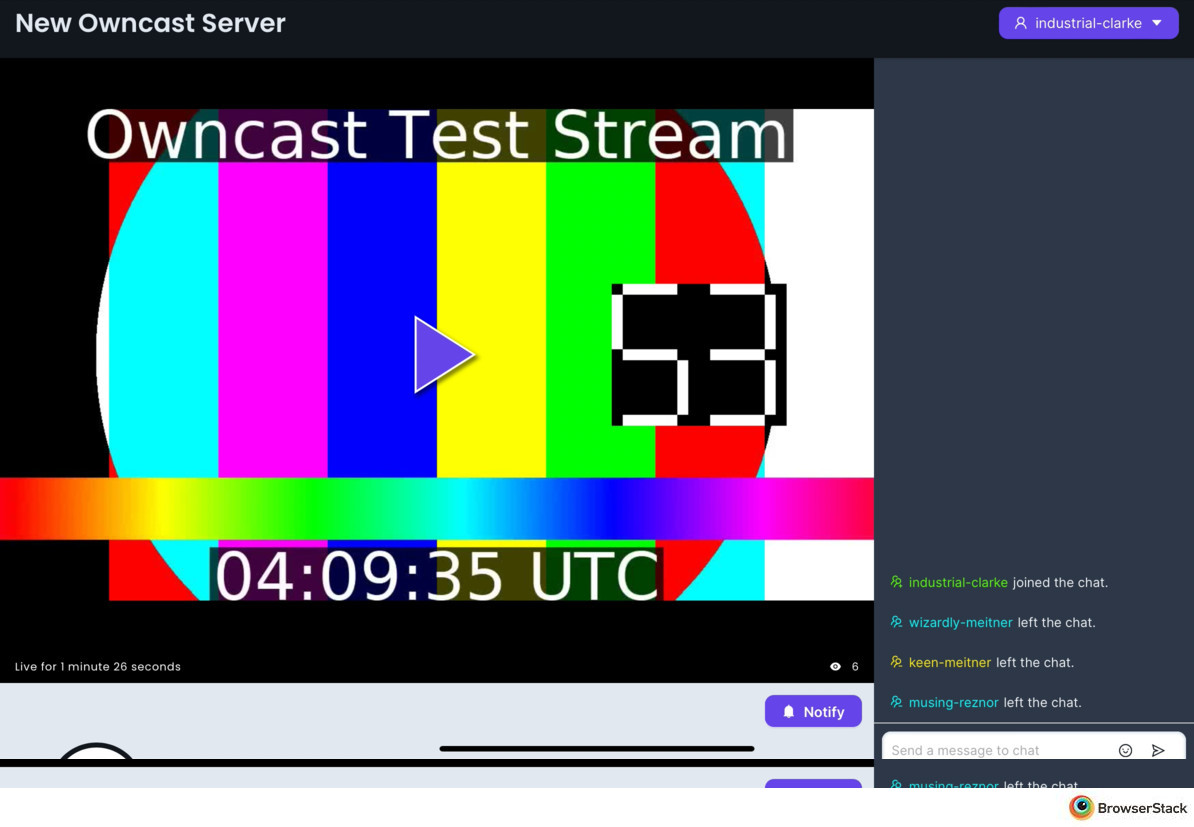 New Owncast Server
industrial-clarke
Owncast Test Stream
53
04:09:35 UTC
Live for 1 minute 26 seconds
6
Notify
industrial-clarke joined the chat.
wizardly-meitner left the chat.
keen-meitner left the chat.
musing-reznor left the chat.
Send a message to chat
musing-reznor left the chat.
BrowserStack